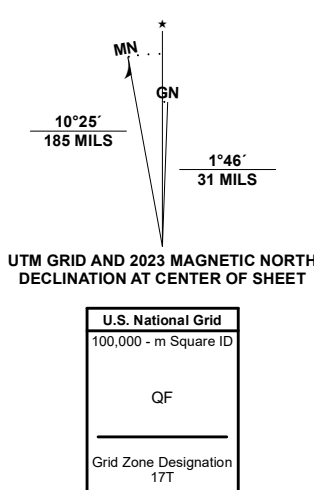 ★
MN
GN
10°25´
185 MILS
1°46´
31 MILS
UTM GRID AND 2023 MAGNETIC NORTH
DECLINATION AT CENTER OF SHEET
U.S. National Grid
100,000 - m Square ID
QF
Grid Zone Designation
17T